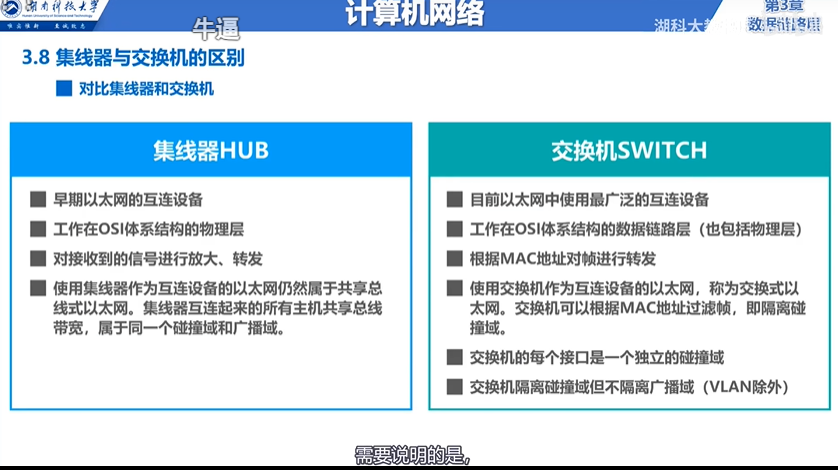 湖南科技大学
Hunan University of Science and Technology
唯实惟新 至诚致志
牛逼
计算机网络
第3章
数据链路层
3.8 集线器与交换机的区别
对比集线器和交换机
集线器HUB
早期以太网的互连设备
工作在OSI体系结构的物理层
对接收到的信号进行放大、转发
使用集线器作为互连设备的以太网仍然属于共享总
线式以太网。集线器互连起来的所有主机共享总线
带宽，属于同一个碰撞域和广播域。
交换机SWITCH
目前以太网中使用最广泛的互连设备
工作在OSI体系结构的数据链路层（也包括物理层）
根据MAC地址对帧进行转发
使用交换机作为互连设备的以太网，称为交换式以
太网。交换机可以根据MAC地址过滤帧，即隔离碰
撞域。
交换机的每个接口是一个独立的碰撞域
交换机隔离碰撞域但不隔离广播域（VLAN除外）
需要说明的是，